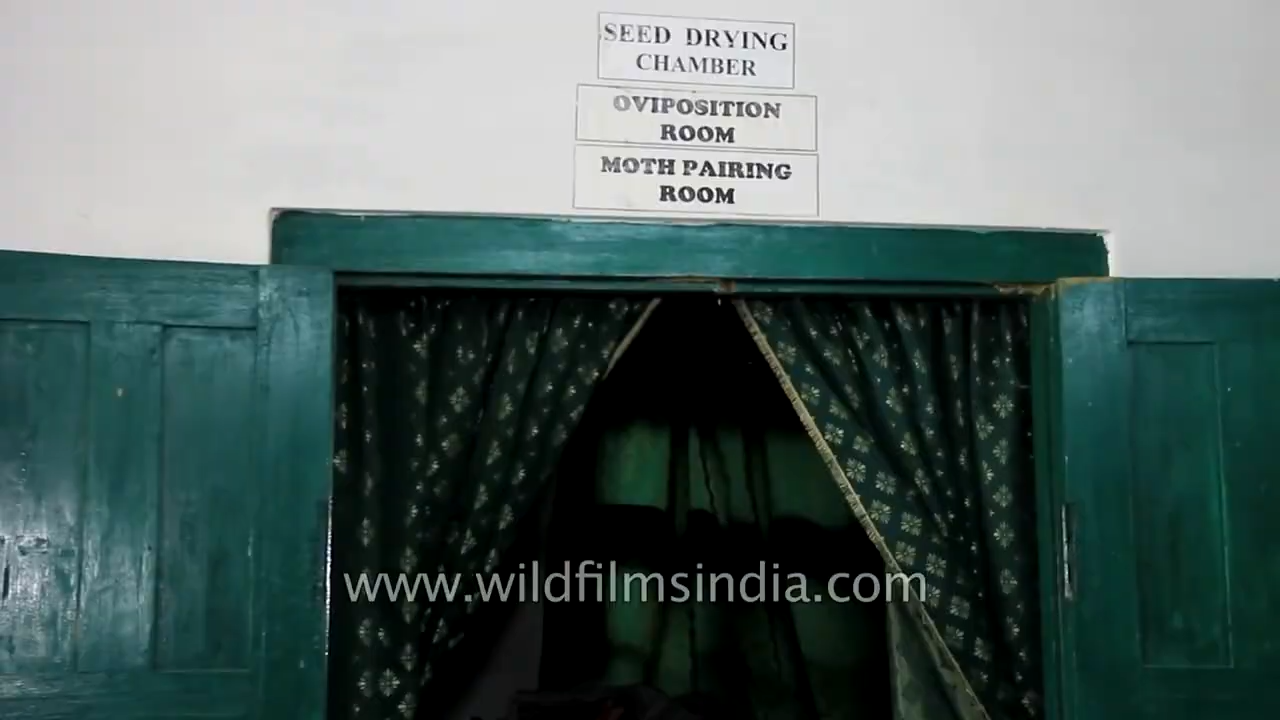 SEED DRYING
CHAMBER
OVIPOSITION
ROOM
MOTH PAIRING
ROOM
www.wildfilmsindia.com